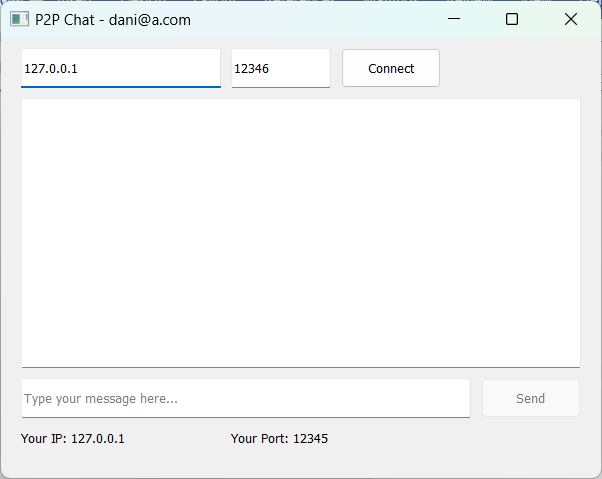 P2P Chat - dani@a.com
127.0.0.1 12346 Connect
Type your message here... Send
Your IP: 127.0.0.1 Your Port: 12345